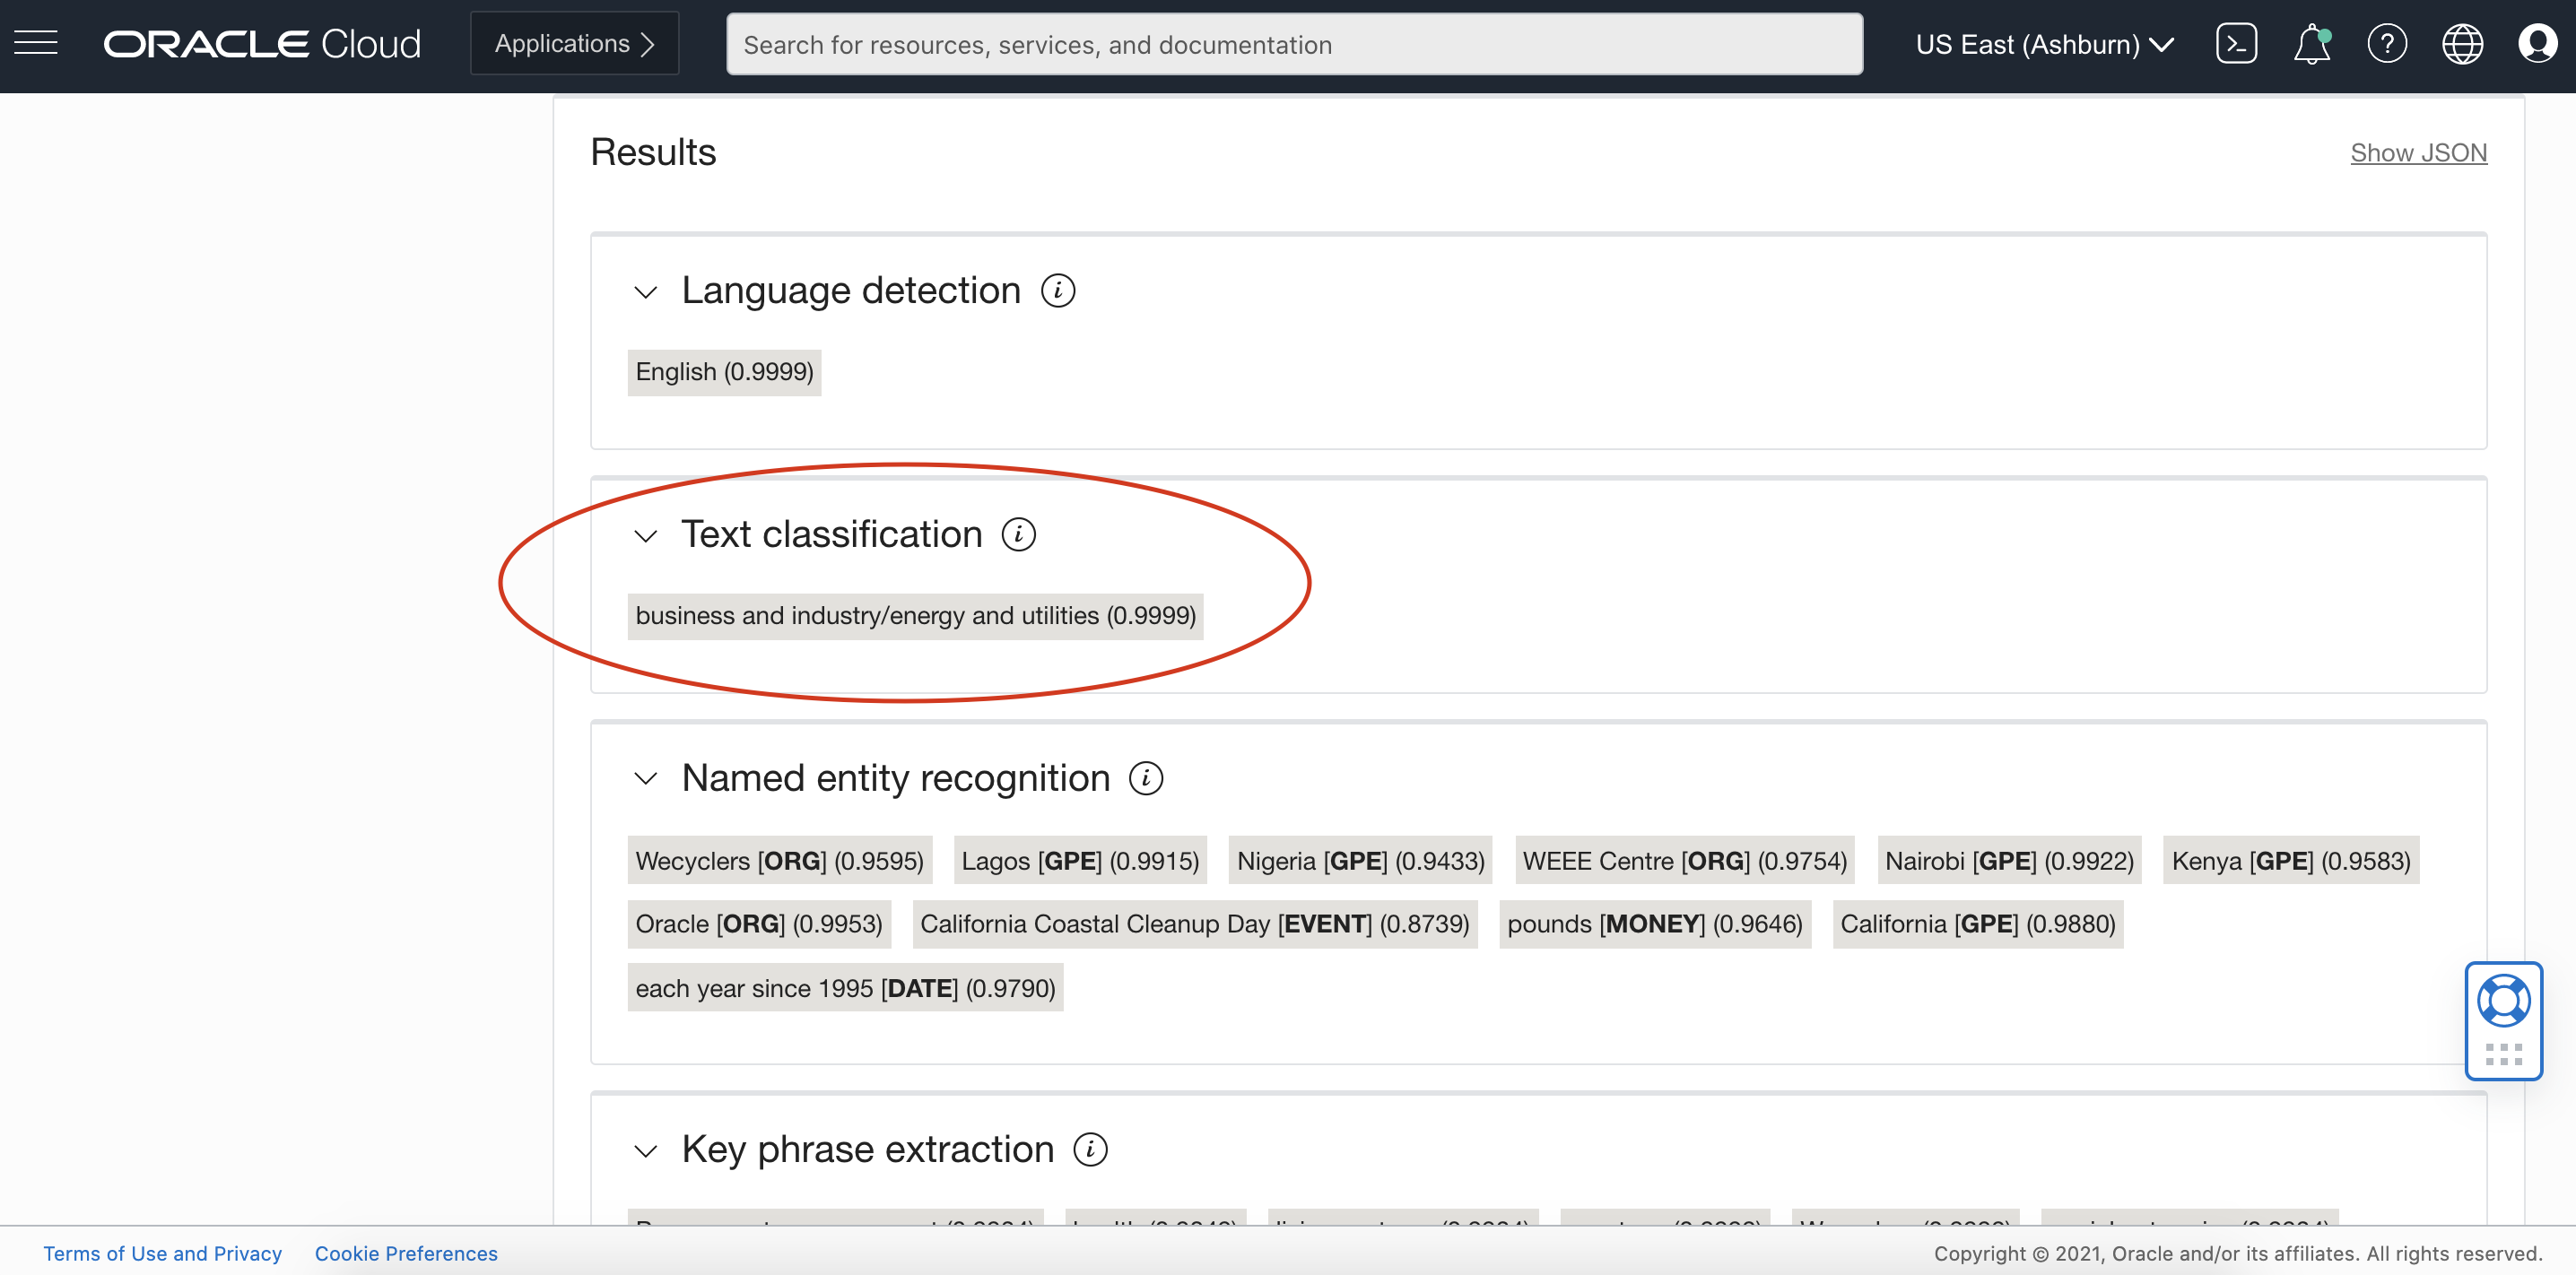 ORACLE Cloud Applications Search for resources, services, and documentation US East (Ashburn)
Results Show JSON
Language detection
English (0.9999)
Text classification
business and industry/energy and utilities (0.9999)
Named entity recognition
Wecyclers [ORG] (0.9595) Lagos [GPE] (0.9915) Nigeria [GPE] (0.9433) WEEE Centre [ORG] (0.9754) Nairobi [GPE] (0.9922) Kenya [GPE] (0.9583)
Oracle [ORG] (0.9953) California Coastal Cleanup Day [EVENT] (0.8739) pounds [MONEY] (0.9646) California [GPE] (0.9880)
each year since 1995 [DATE] (0.9790)
Key phrase extraction
Terms of Use and Privacy Cookie Preferences Copyright © 2021, Oracle and/or its affiliates. All rights reserved.